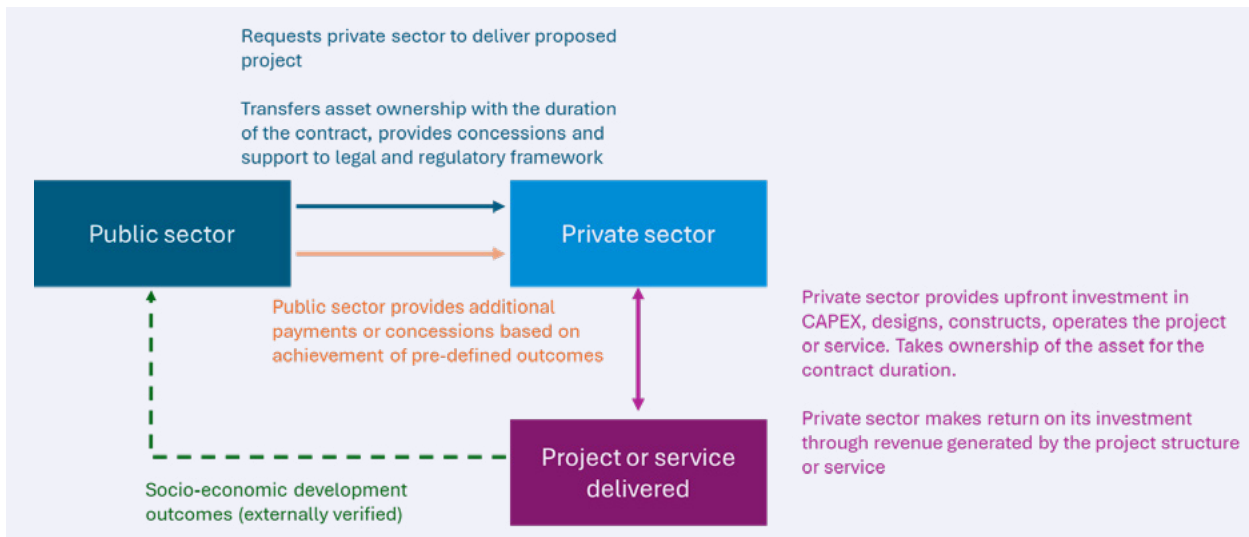 Requests private sector to deliver proposed
project
Transfers asset ownership with the duration
of the contract, provides concessions and
support to legal and regulatory framework
Public sector
Private sector
Public sector provides additional
payments or concessions based on
achievement of pre-defined outcomes
Private sector provides upfront investment in
CAPEX, designs, constructs, operates the project
or service. Takes ownership of the asset for the
contract duration.
Private sector makes return on its investment
through revenue generated by the project structure
or service
Project or service
delivered
Socio-economic development
outcomes (externally verified)